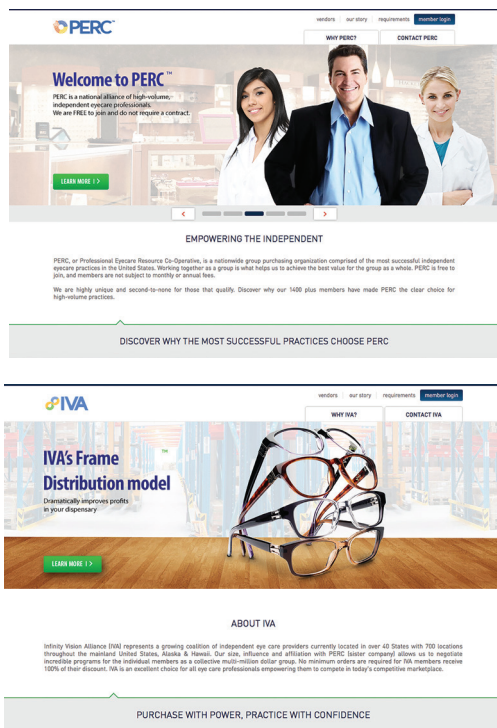 PERC™
vendors our story requirements member login
WHY PERC? CONTACT PERC
Welcome to PERC™
PERC is a national alliance of high-volume,
independent eyecare professionals.
We are FREE to join and do not require a contract.
LEARN MORE | >
< >
EMPOWERING THE INDEPENDENT
PERC, or Professional Eyecare Resource Co-Operative, is a nationwide group purchasing organization comprised of the most successful independent
eyecare practices in the United States. Working together as a group is what helps us to achieve the best value for the group as a whole. PERC is free to
join, and members are not subject to monthly or annual fees.
We are highly unique and second-to-none for those that qualify. Discover why our 1400 plus members have made PERC the clear choice for
high-volume practices.
DISCOVER WHY THE MOST SUCCESSFUL PRACTICES CHOOSE PERC
IVA
vendors our story requirements member login
WHY IVA? CONTACT IVA
IVA's Frame ™
Distribution model
Dramatically improves profits
in your dispensary
LEARN MORE | >
ABOUT IVA
Infinity Vision Alliance (IVA) represents a growing coalition of independent eye care providers currently located in over 40 States with 700 locations
throughout the mainland United States, Alaska & Hawaii. Our size, influence and affiliation with PERC (sister company) allows us to negotiate
incredible programs for the individual members as a collective multi-million dollar group. No minimum orders are required for IVA members receive
100% of their discount. IVA is an excellent choice for all eye care professionals empowering them to compete in today's competitive marketplace.
PURCHASE WITH POWER, PRACTICE WITH CONFIDENCE